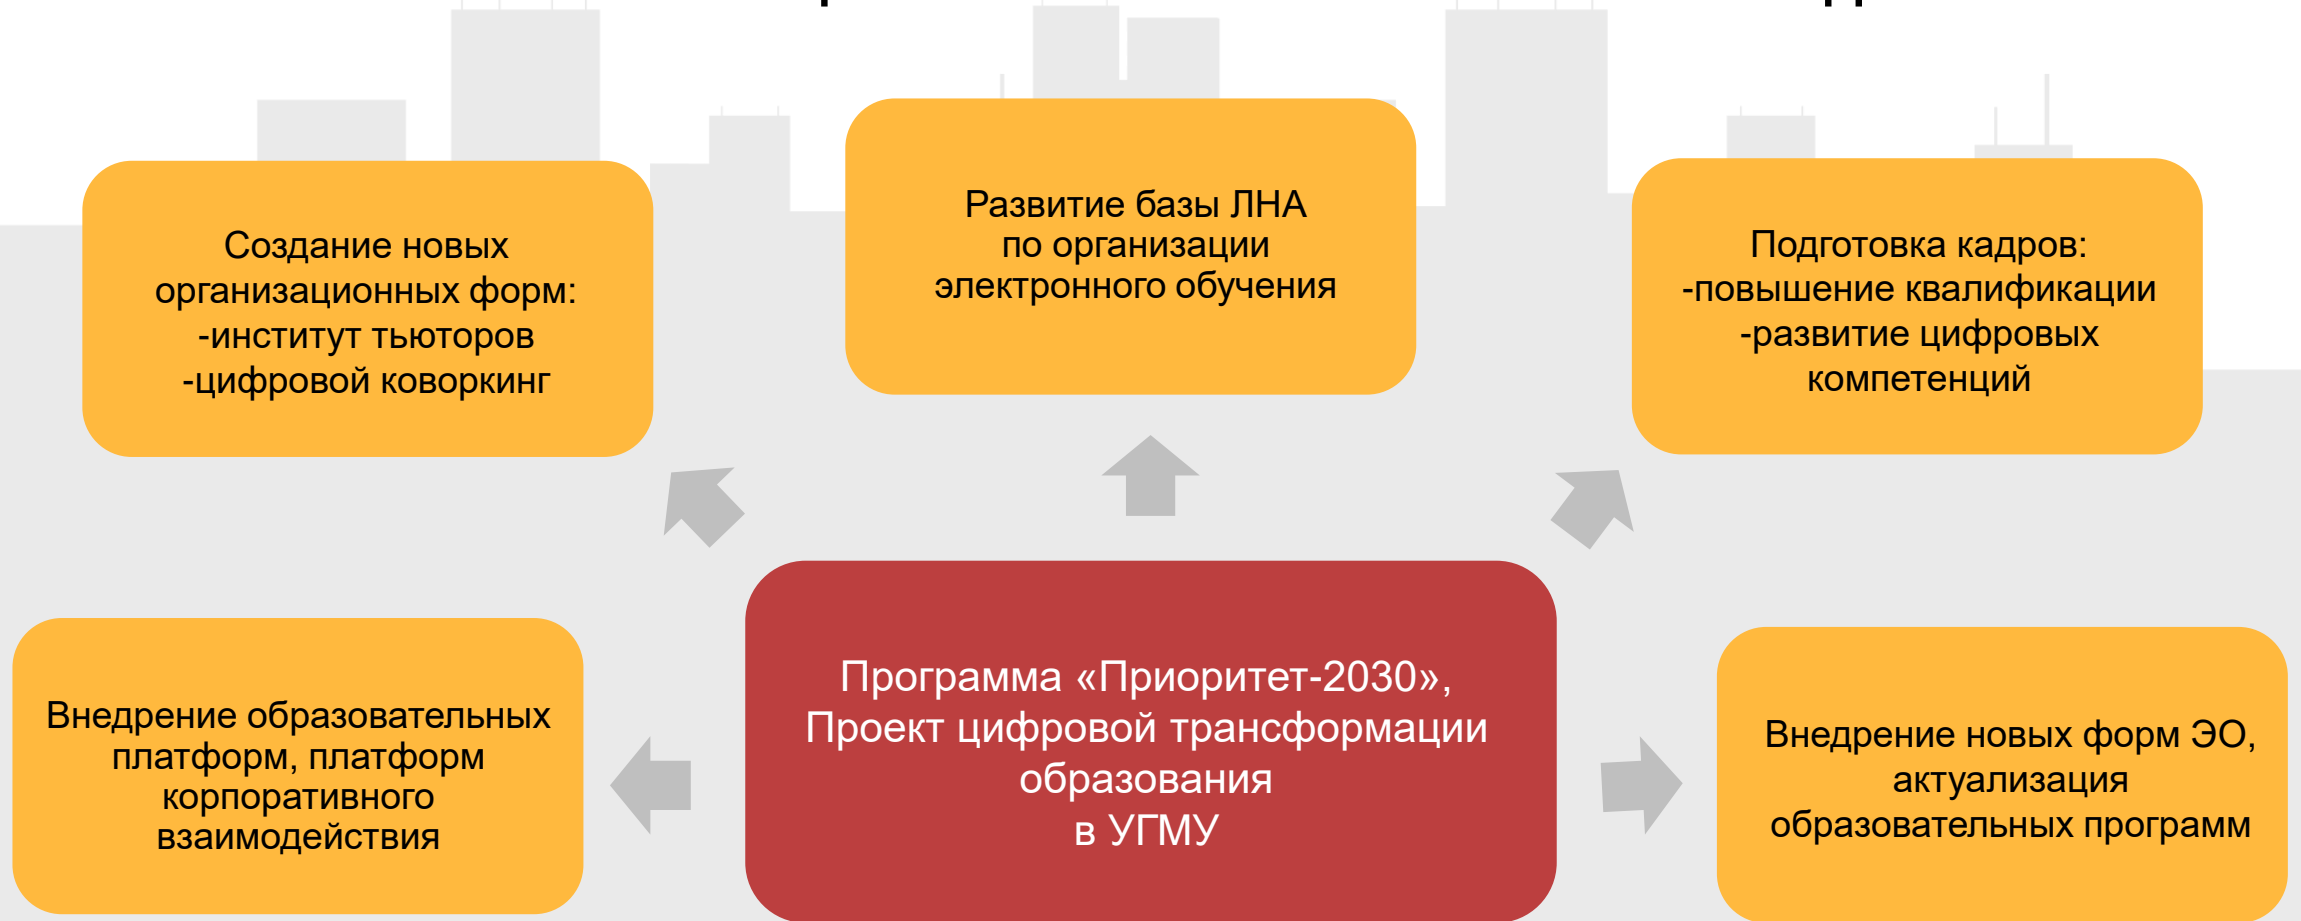 Создание новых
организационных форм:
-институт тьюторов
-цифровой коворкинг
Развитие базы ЛНА
по организации
электронного обучения
Подготовка кадров:
-повышение квалификации
-развитие цифровых
компетенций
Внедрение образовательных
платформ, платформ
корпоративного
взаимодействия
Программа «Приоритет-2030»,
Проект цифровой трансформации
образования
в УГМУ
Внедрение новых форм ЭО,
актуализация
образовательных программ